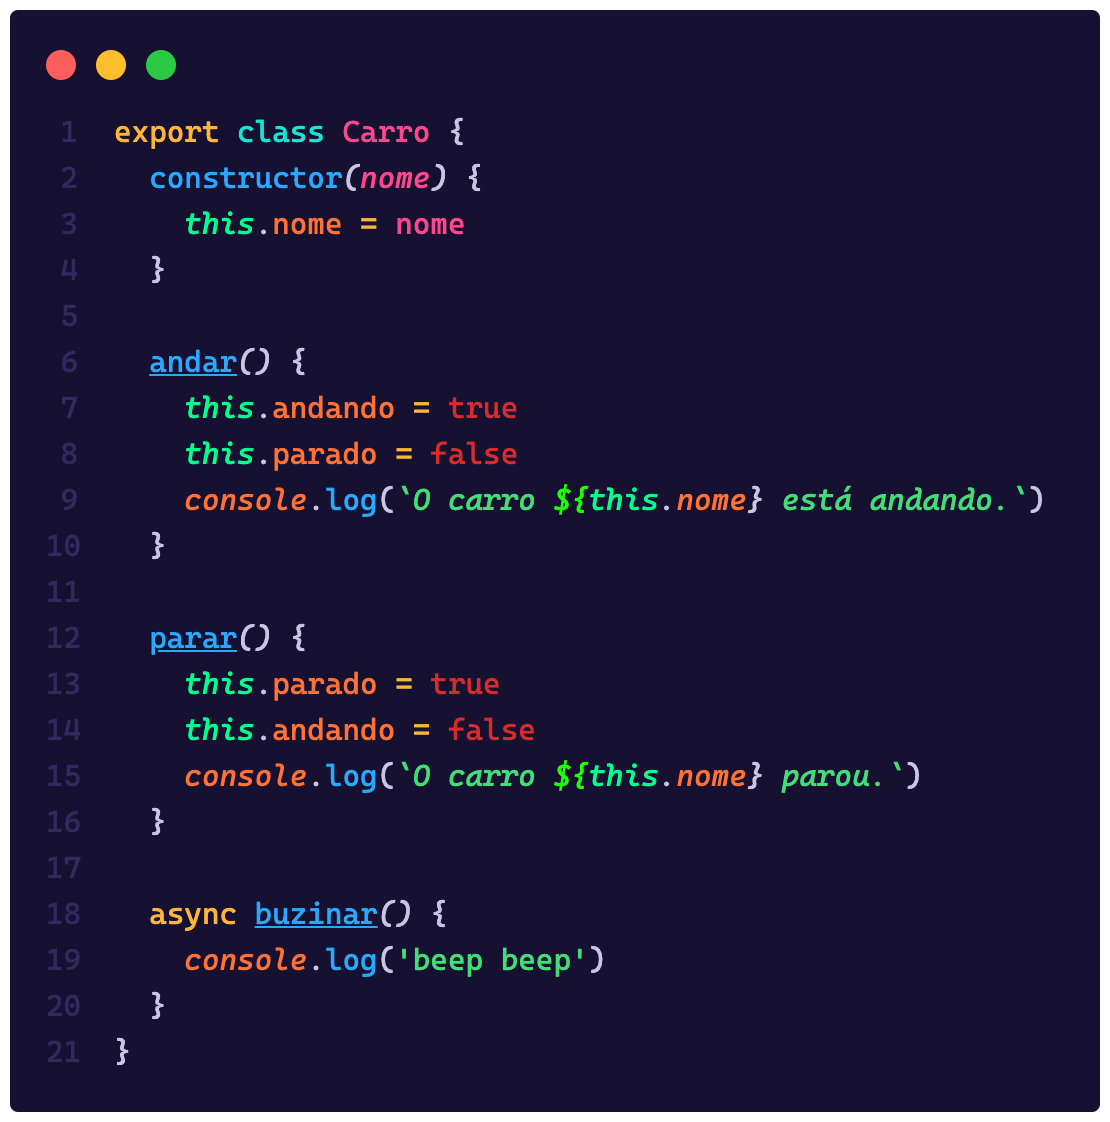 1 export class Carro {
2   constructor(nome) {
3     this.nome = nome
4   }
5
6   andar() {
7     this.andando = true
8     this.parado = false
9     console.log(`O carro ${this.nome} está andando.`)
10   }
11
12   parar() {
13     this.parado = true
14     this.andando = false
15     console.log(`O carro ${this.nome} parou.`)
16   }
17
18   async buzinar() {
19     console.log('beep beep')
20   }
21 }